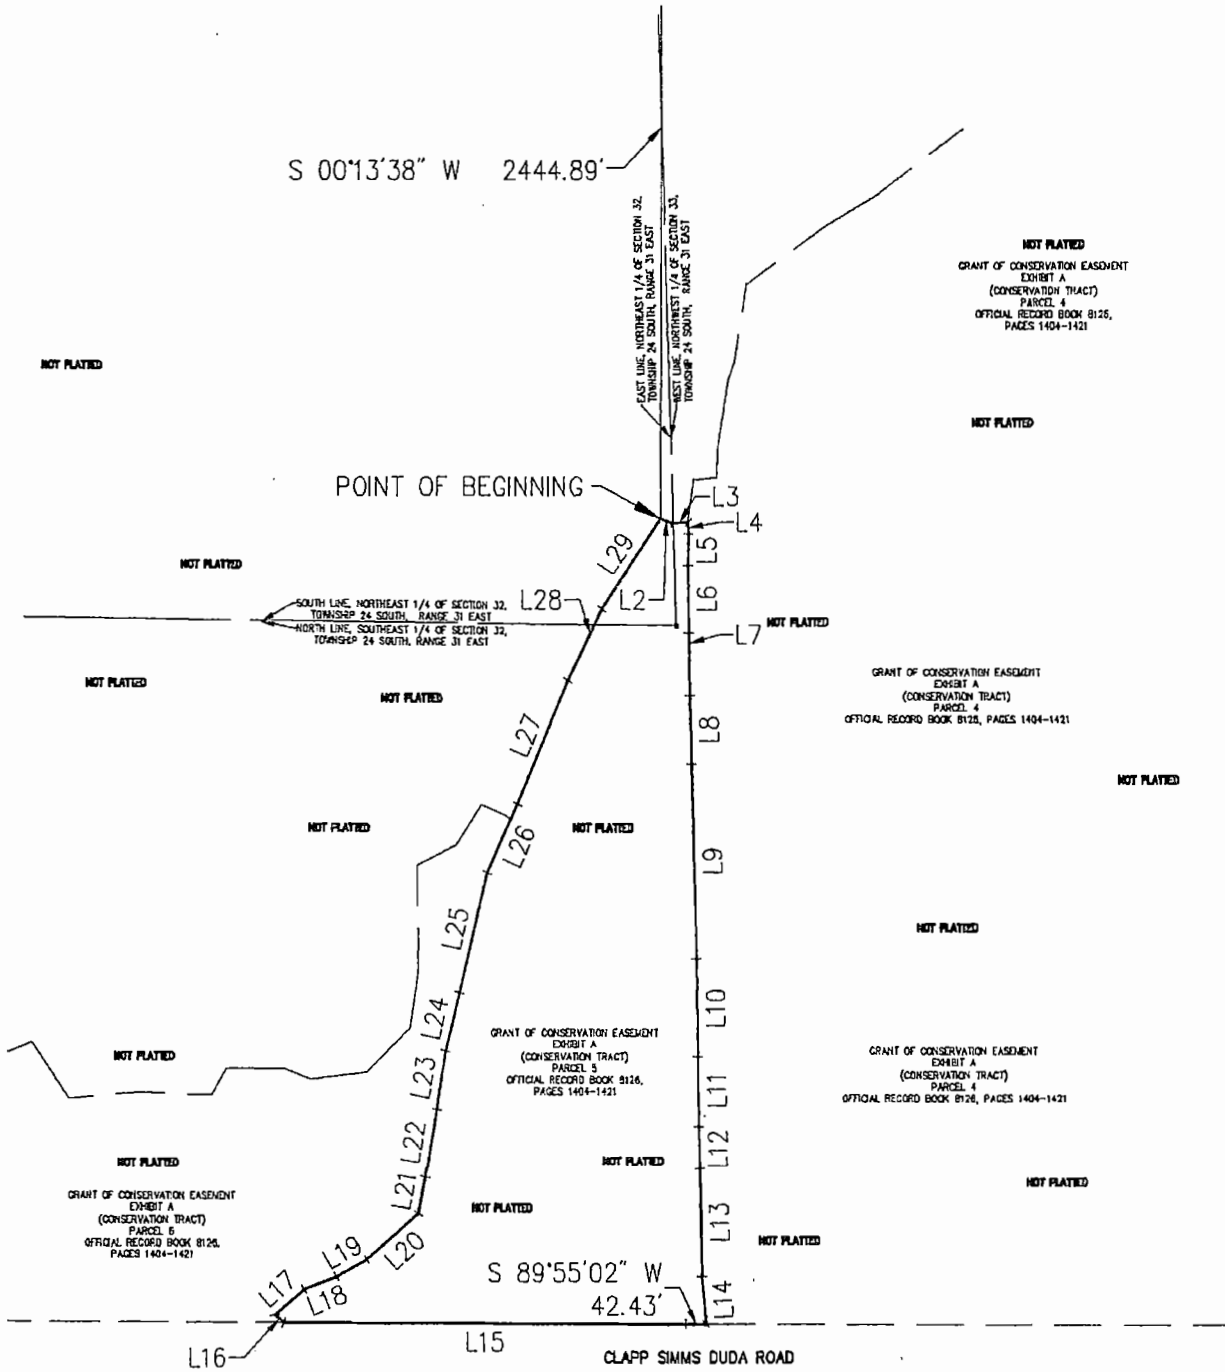 S 00°13'38" W 2444.89'
EAST LINE, NORTHEAST 1/4 OF SECTION 32,
TOWNSHIP 24 SOUTH, RANGE 31 EAST
WEST LINE, NORTHWEST 1/4 OF SECTION 33,
TOWNSHIP 24 SOUTH, RANGE 31 EAST
NOT PLATTED
GRANT OF CONSERVATION EASEMENT
EXHIBIT A
(CONSERVATION TRACT)
PARCEL 4
OFFICIAL RECORD BOOK 8126,
PAGES 1404-1421
NOT PLATTED
NOT PLATTED
POINT OF BEGINNING
L3
L4
L5
L29
NOT PLATTED
L28
L2
L6
SOUTH LINE, NORTHEAST 1/4 OF SECTION 32,
TOWNSHIP 24 SOUTH, RANGE 31 EAST
NORTH LINE, SOUTHEAST 1/4 OF SECTION 32,
TOWNSHIP 24 SOUTH, RANGE 31 EAST
L7
NOT PLATTED
NOT PLATTED
NOT PLATTED
GRANT OF CONSERVATION EASEMENT
EXHIBIT A
(CONSERVATION TRACT)
PARCEL 4
OFFICIAL RECORD BOOK 8126, PAGES 1404-1421
L8
L27
NOT PLATTED
NOT PLATTED
NOT PLATTED
L26
L9
L25
NOT PLATTED
L24
L10
NOT PLATTED
GRANT OF CONSERVATION EASEMENT
EXHIBIT A
(CONSERVATION TRACT)
PARCEL 5
OFFICIAL RECORD BOOK 8126,
PAGES 1404-1421
GRANT OF CONSERVATION EASEMENT
EXHIBIT A
(CONSERVATION TRACT)
PARCEL 4
OFFICIAL RECORD BOOK 8126, PAGES 1404-1421
L23
L11
L22
L12
NOT PLATTED
NOT PLATTED
NOT PLATTED
L21
GRANT OF CONSERVATION EASEMENT
EXHIBIT A
(CONSERVATION TRACT)
PARCEL 5
OFFICIAL RECORD BOOK 8126,
PAGES 1404-1421
NOT PLATTED
L13
NOT PLATTED
L20
L19
S 89°55'02" W
42.43'
L17
L18
L14
L15
L16
CLAPP SIMMS DUDA ROAD